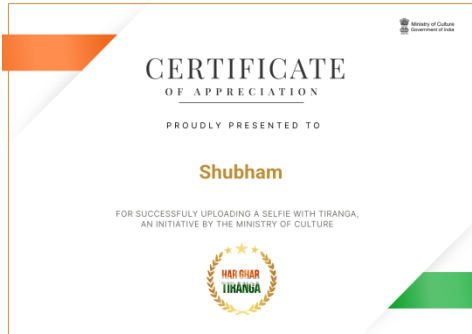 Ministry of Culture
Government of India
CERTIFICATE
OF APPRECIATION
PROUDLY PRESENTED TO
Shubham
FOR SUCCESSFULY UPLOADING A SELFIE WITH TIRANGA,
AN INITIATIVE BY THE MINISTRY OF CULTURE
HAR GHAR
TIRANGA